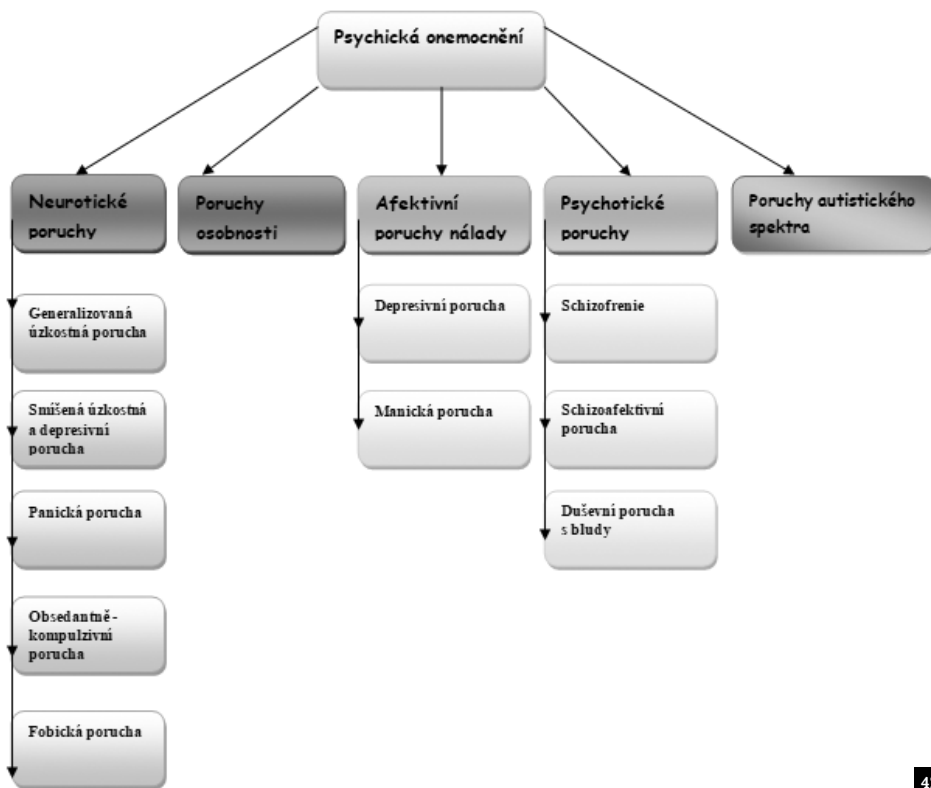 Psychická onemocnění
Neurotické
poruchy
Poruchy
osobnosti
Afektivní
poruchy nálady
Psychotické
poruchy
Poruchy autistického
spektra
Generalizovaná
úzkostná porucha
Smíšená úzkostná
a depresivní
porucha
Panická porucha
Obsedantně-
kompulzivní
porucha
Fobická porucha
Depresivní porucha
Manická porucha
Schizofrenie
Schizoafektivní
porucha
Duševní porucha
s bludy